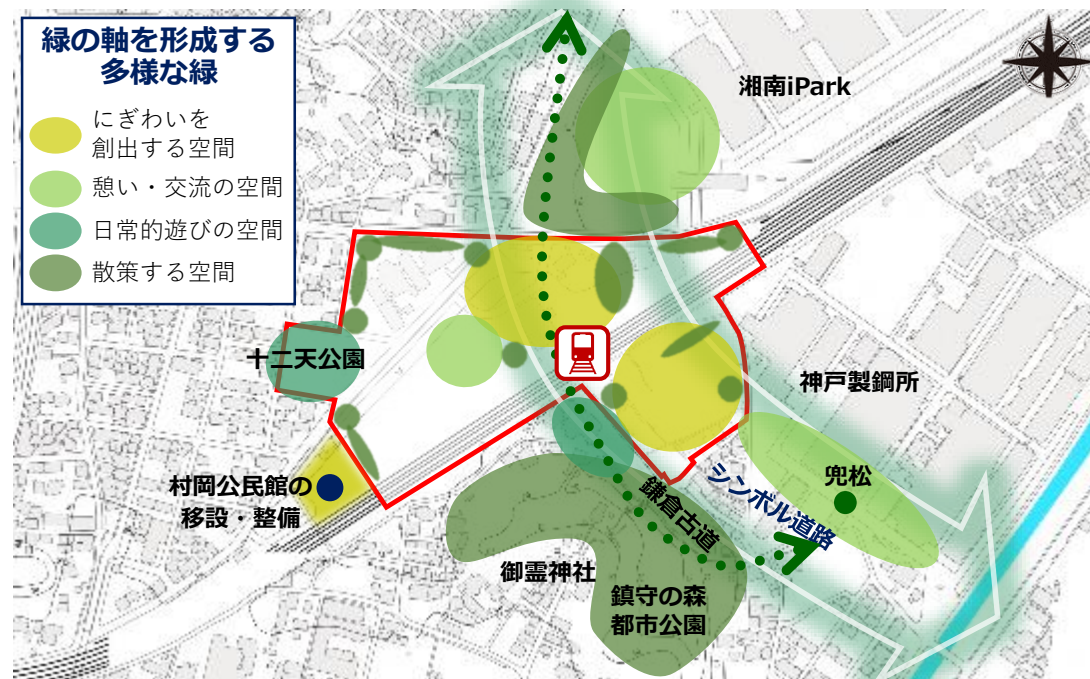 緑の軸を形成する
多様な緑
にぎわいを
創出する空間
憩い・交流の空間
日常的遊びの空間
散策する空間
湘南iPark
十二天公園
神戸製鋼所
村岡公民館の
移設・整備
兜松
シンボル道路
鎌倉古道
御霊神社
鎮守の森
都市公園